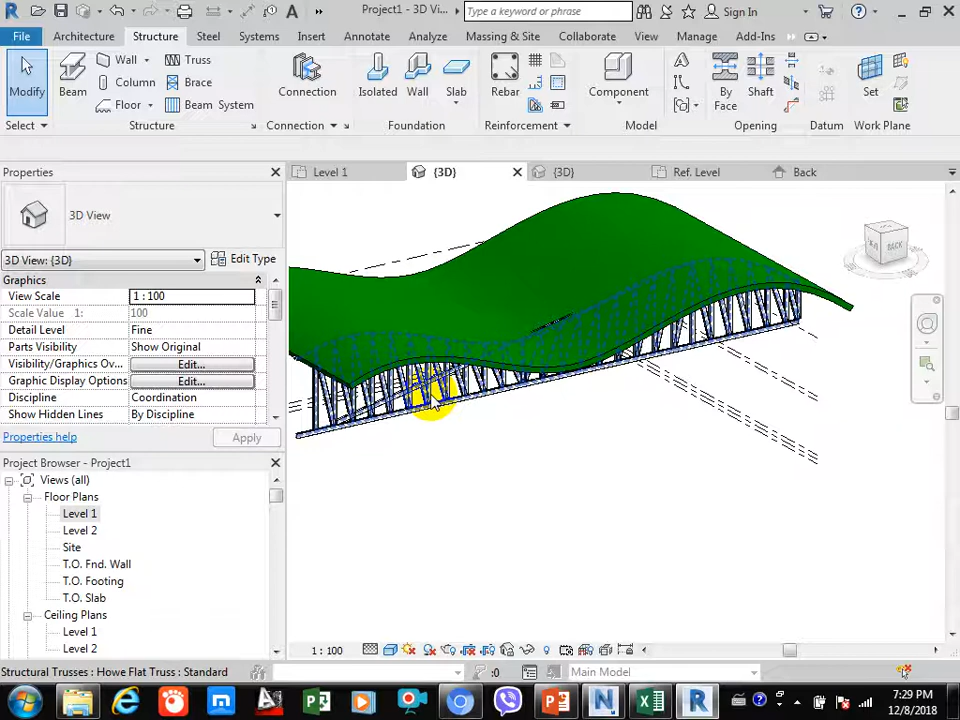 Project1 - 3D Vi...
Type a keyword or phrase
Sign In
File Architecture Structure Steel Systems Insert Annotate Analyze Massing & Site Collaborate View Manage Add-Ins
Modify
Beam
Wall
Column
Floor
Truss
Brace
Beam System
Connection
Isolated
Wall
Slab
Rebar
Component
By
Face
Shaft
Set
Select Structure Connection Foundation Reinforcement Model Opening Datum Work Plane
Properties
Level 1 {3D} {3D} Ref. Level Back
3D View
3D View: {3D} Edit Type
Graphics
View Scale 1 : 100
Scale Value 1: 100
Detail Level Fine
Parts Visibility Show Original
Visibility/Graphics Ov... Edit...
Graphic Display Options Edit...
Discipline Coordination
Show Hidden Lines By Discipline
Properties help Apply
BACK
Project Browser - Project1
Views (all)
Floor Plans
Level 1
Level 2
Site
T.O. Fnd. Wall
T.O. Footing
T.O. Slab
Ceiling Plans
Level 1
Level 2
1 : 100
Structural Trusses : Howe Flat Truss : Standard
:0
Main Model
7:29 PM
12/8/2018